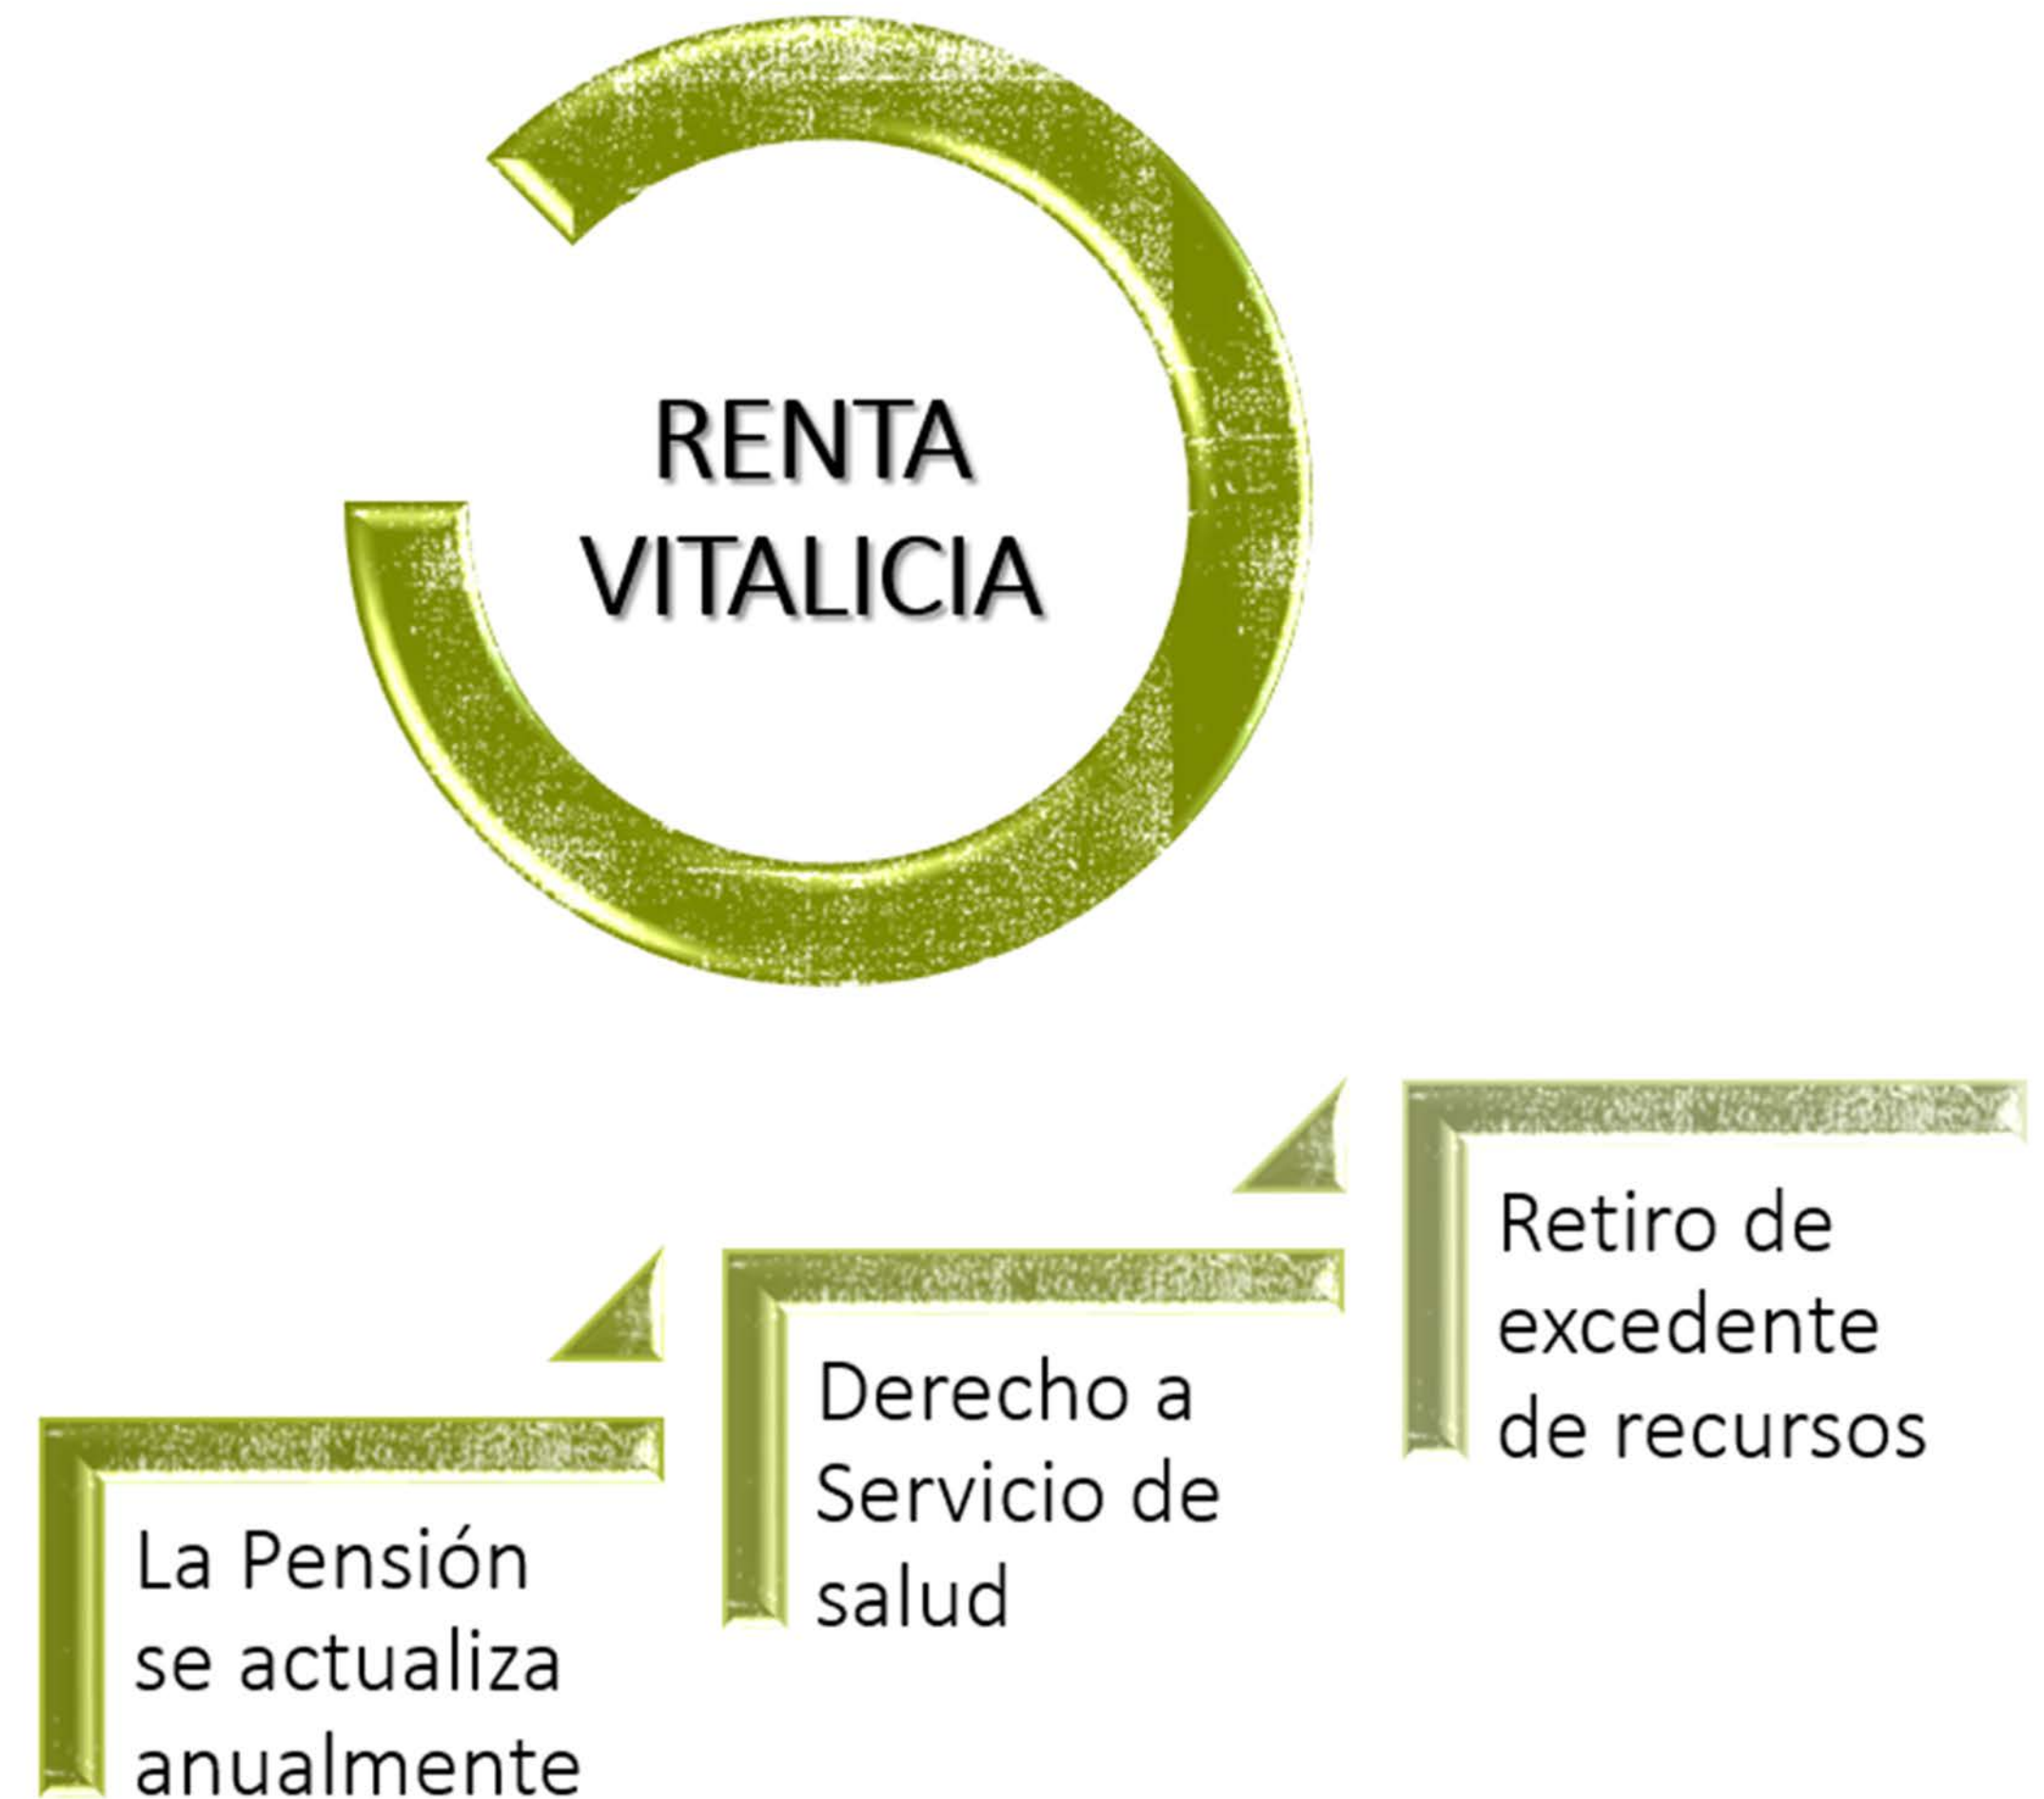 RENTA
VITALICIA
La Pensión
se actualiza
anualmente
Derecho a
Servicio de
salud
Retiro de
excedente
de recursos